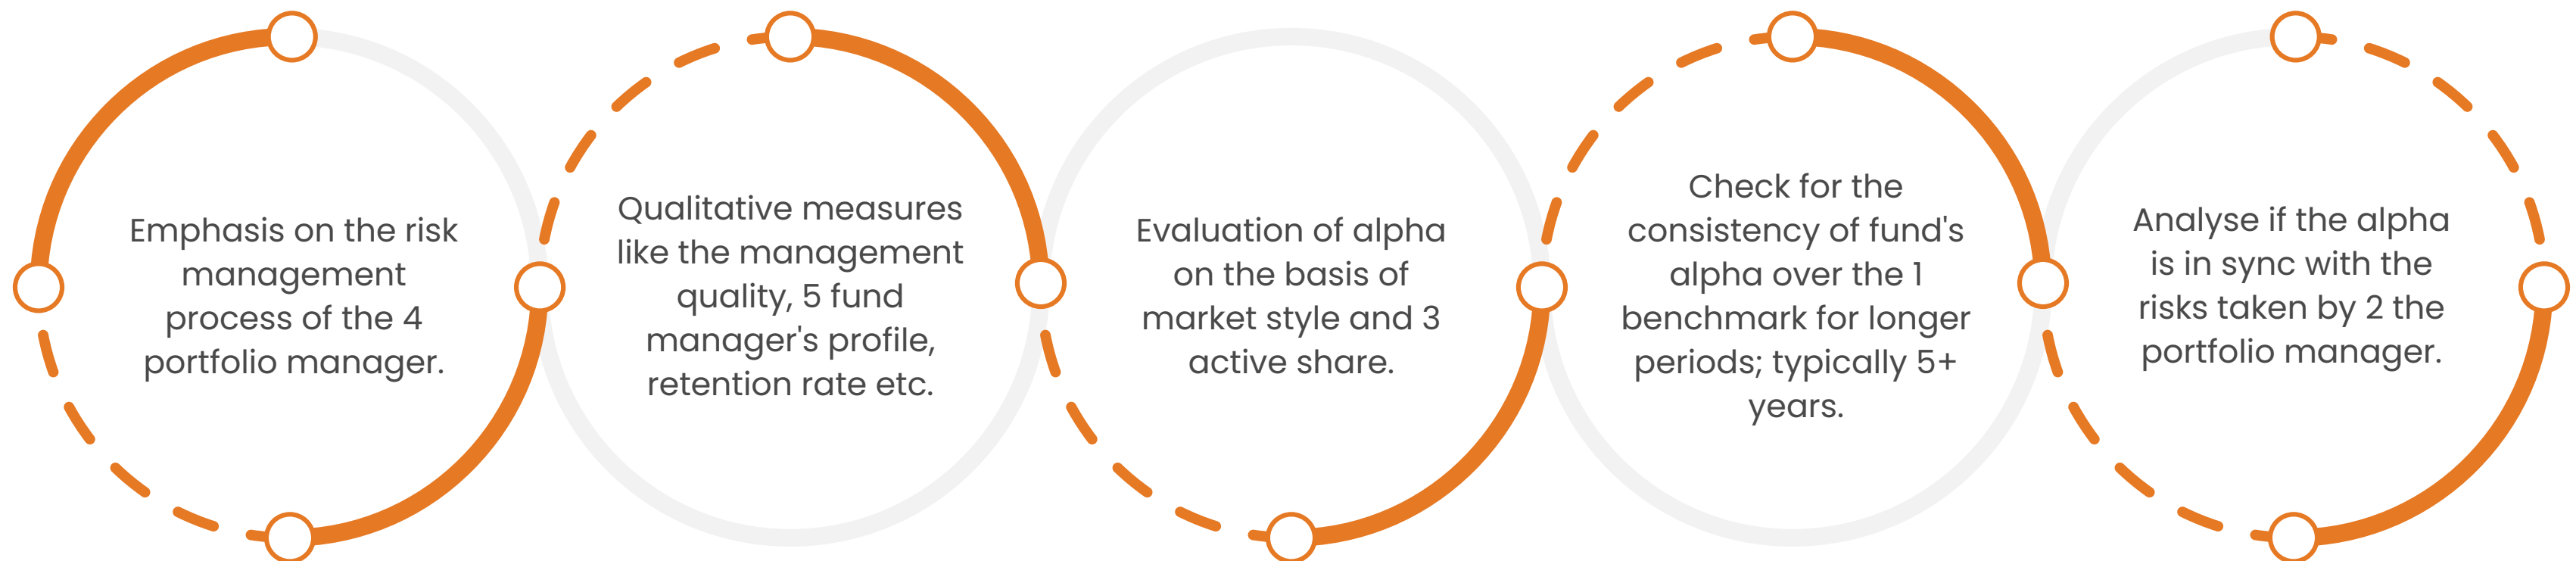 Emphasis on the risk
management
process of the 4
portfolio manager.
Qualitative measures
like the management
quality, 5 fund
manager's profile,
retention rate etc.
Evaluation of alpha
on the basis of
market style and 3
active share.
Check for the
consistency of fund's
alpha over the 1
benchmark for longer
periods; typically 5+
years.
Analyse if the alpha
is in sync with the
risks taken by 2 the
portfolio manager.